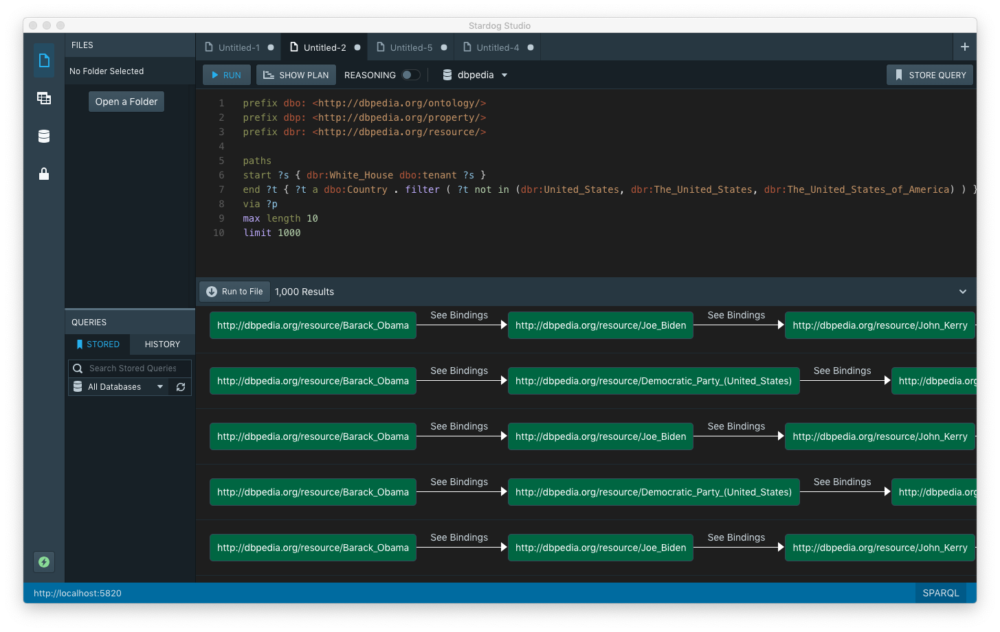 Stardog Studio
FILES
No Folder Selected
Open a Folder
QUERIES
STORED HISTORY
Search Stored Queries
All Databases
Untitled-1 Untitled-2 Untitled-5 Untitled-4 +
RUN SHOW PLAN REASONING dbpedia STORE QUERY
1 prefix dbo: <http://dbpedia.org/ontology/>
2 prefix dbp: <http://dbpedia.org/property/>
3 prefix dbr: <http://dbpedia.org/resource/>
4
5 paths
6 start ?s { dbr:White_House dbo:tenant ?s }
7 end ?t { ?t a dbo:Country . filter ( ?t not in (dbr:United_States, dbr:The_United_States, dbr:The_United_States_of_America) ) }
8 via ?p
9 max length 10
10 limit 1000
Run to File 1,000 Results
http://dbpedia.org/resource/Barack_Obama See Bindings http://dbpedia.org/resource/Joe_Biden See Bindings http://dbpedia.org/resource/John_Kerry
http://dbpedia.org/resource/Barack_Obama See Bindings http://dbpedia.org/resource/Democratic_Party_(United_States) See Bindings http://dbpedia.org
http://dbpedia.org/resource/Barack_Obama See Bindings http://dbpedia.org/resource/Joe_Biden See Bindings http://dbpedia.org/resource/John_Kerry
http://dbpedia.org/resource/Barack_Obama See Bindings http://dbpedia.org/resource/Democratic_Party_(United_States) See Bindings http://dbpedia.org
http://dbpedia.org/resource/Barack_Obama See Bindings http://dbpedia.org/resource/Joe_Biden See Bindings http://dbpedia.org/resource/John_Kerry
http://localhost:5820 SPARQL